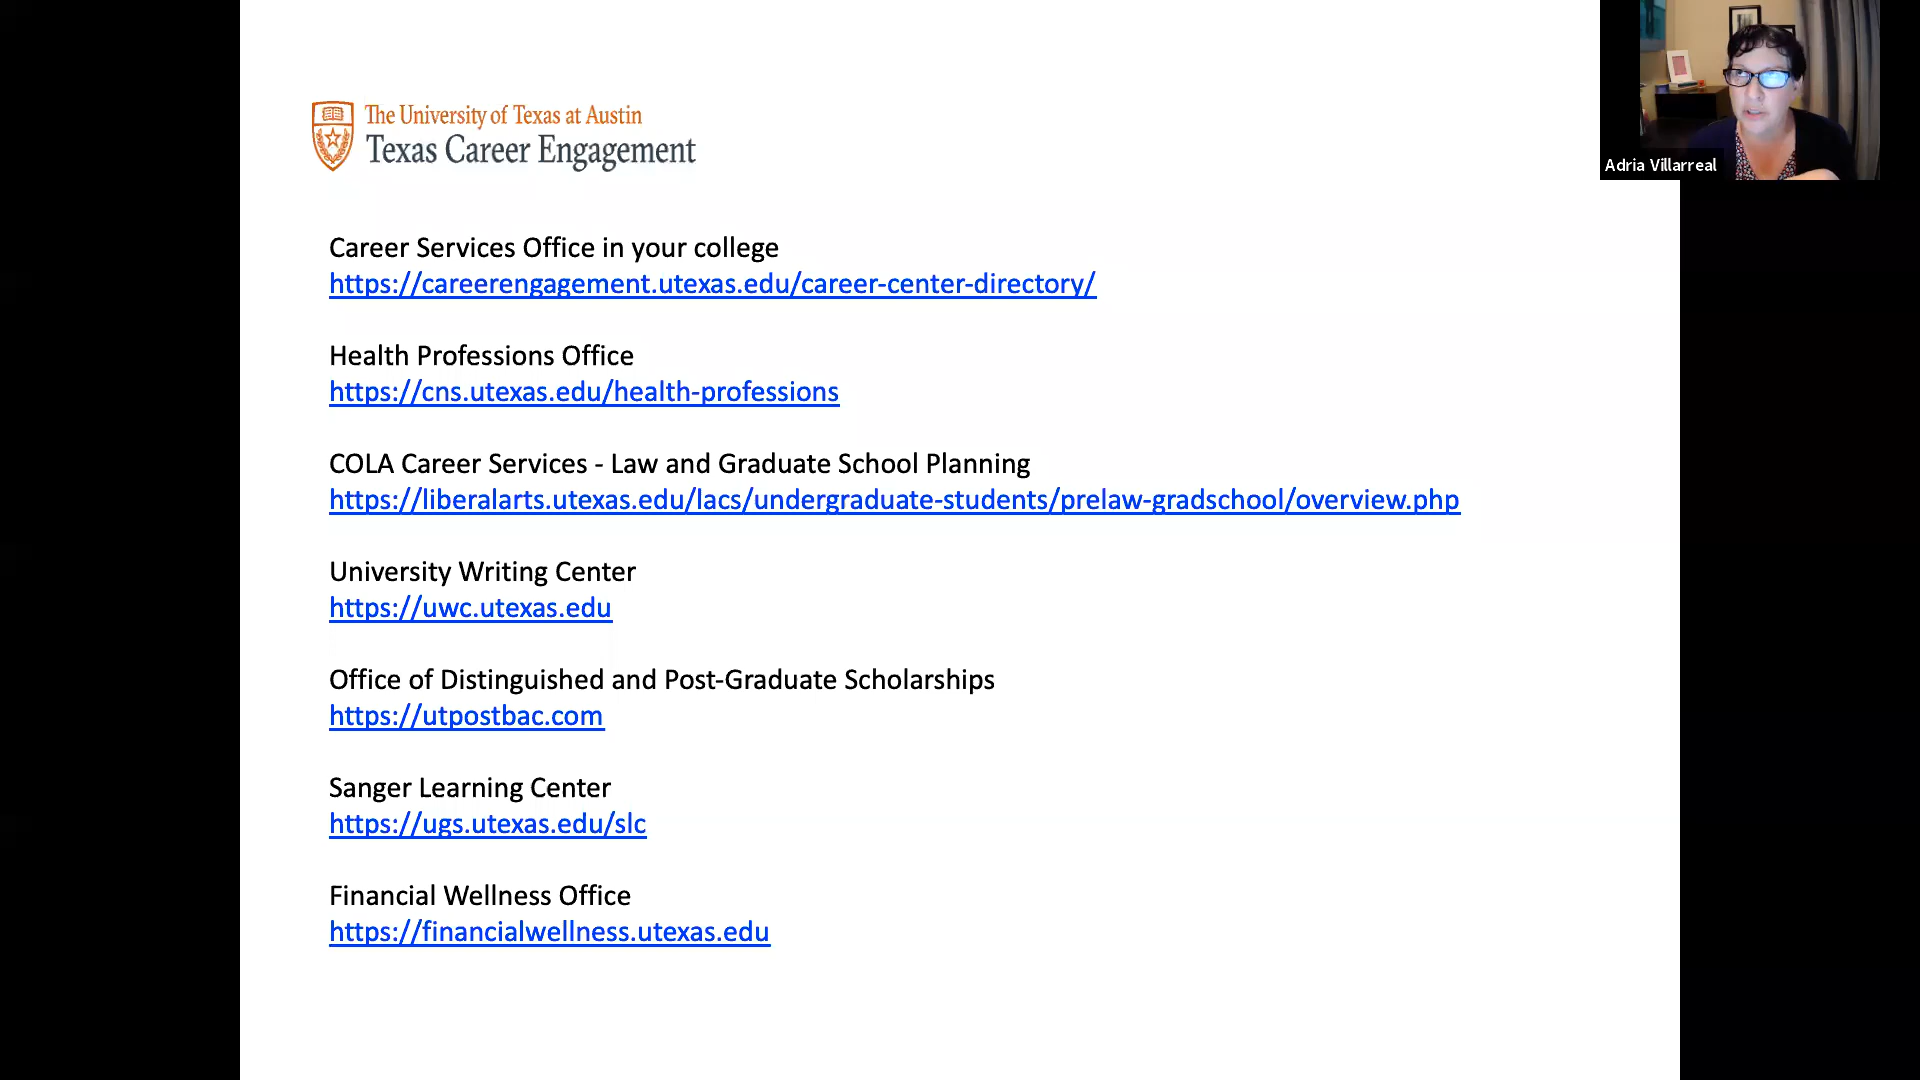 The University of Texas at Austin
Texas Career Engagement
Adria Villarreal
Career Services Office in your college
https://careerengagement.utexas.edu/career-center-directory/
Health Professions Office
https://cns.utexas.edu/health-professions
COLA Career Services - Law and Graduate School Planning
https://liberalarts.utexas.edu/lacs/undergraduate-students/prelaw-gradschool/overview.php
University Writing Center
https://uwc.utexas.edu
Office of Distinguished and Post-Graduate Scholarships
https://utpostbac.com
Sanger Learning Center
https://ugs.utexas.edu/slc
Financial Wellness Office
https://financialwellness.utexas.edu